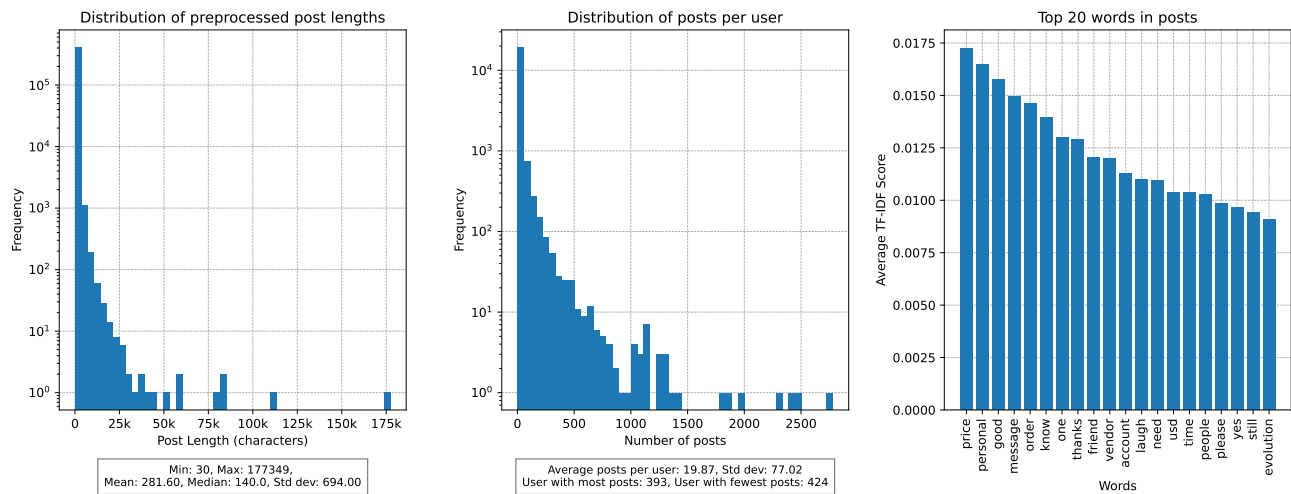 Distribution of preprocessed post lengths
Frequency
10^5
10^4
10^3
10^2
10^1
10^0
0 25k 50k 75k 100k 125k 150k 175k
Post Length (characters)
Min: 30, Max: 177349,
Mean: 281.60, Median: 140.0, Std dev: 694.00
Distribution of posts per user
Frequency
10^4
10^3
10^2
10^1
10^0
0 500 1000 1500 2000 2500
Number of posts
Average posts per user: 19.87, Std dev: 77.02
User with most posts: 393, User with fewest posts: 424
Top 20 words in posts
Average TF-IDF Score
0.0175
0.0150
0.0125
0.0100
0.0075
0.0050
0.0025
0.0000
price
personal
good
message
order
know
one
thanks
friend
vendor
account
laugh
need
usd
time
people
please
yes
still
evolution
Words